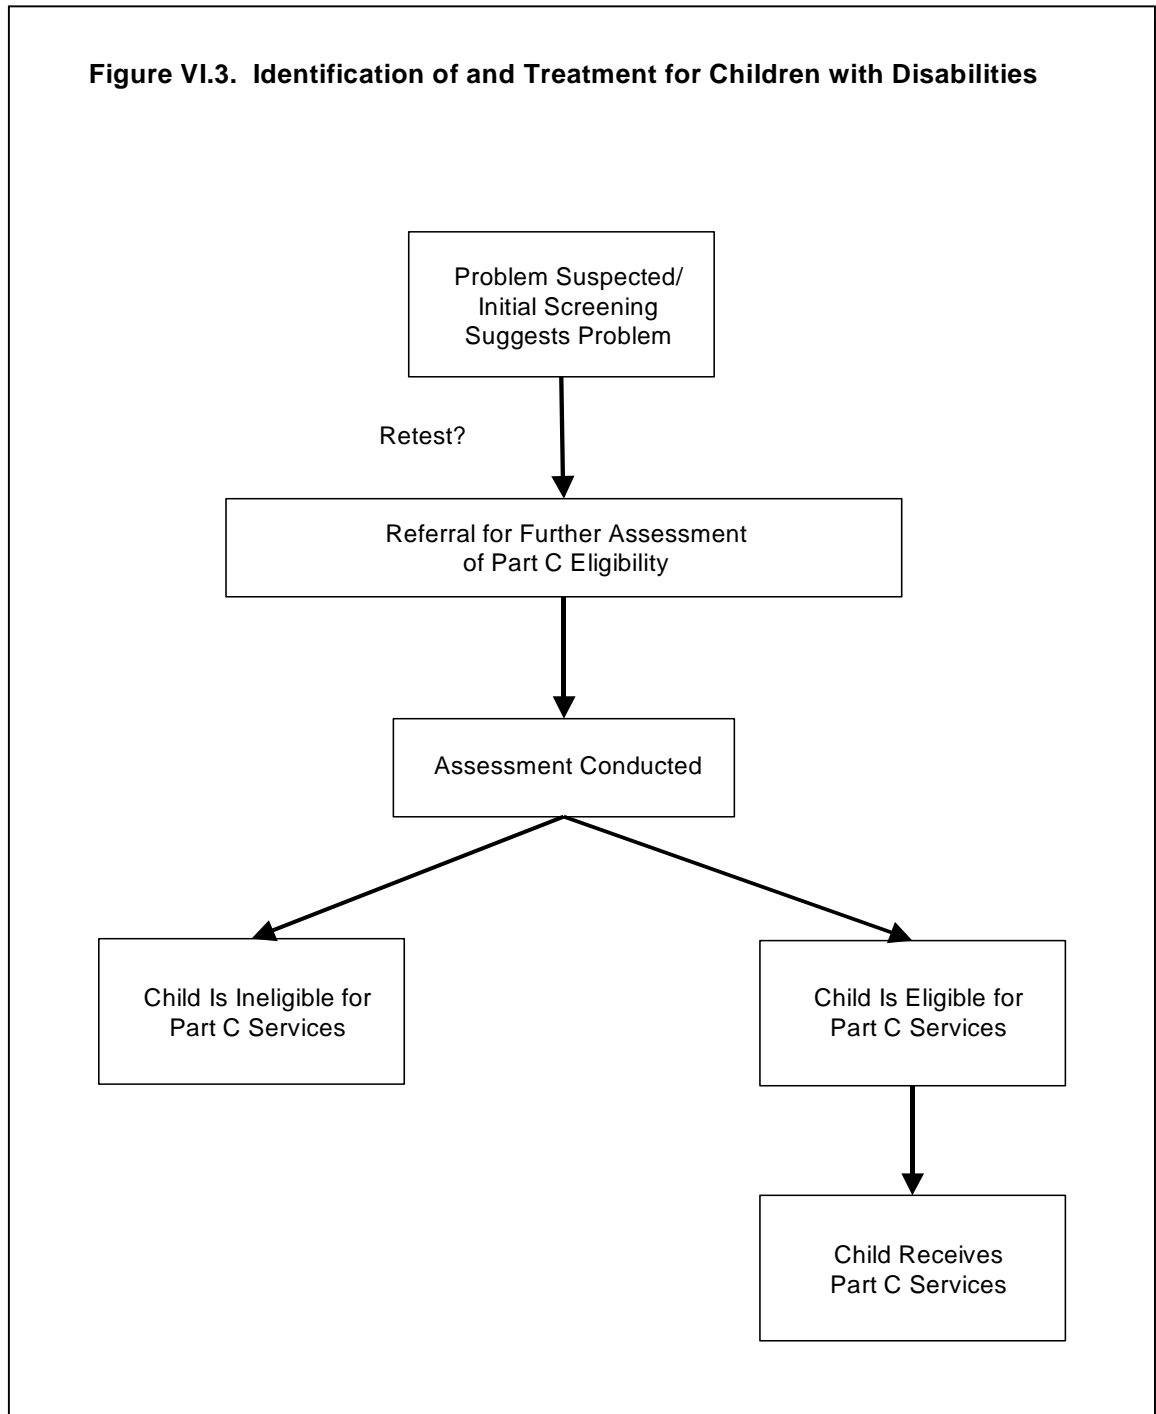 Figure VI.3. Identification of and Treatment for Children with Disabilities
Problem Suspected/
Initial Screening
Suggests Problem
Retest?
Referral for Further Assessment
of Part C Eligibility
Assessment Conducted
Child Is Ineligible for
Part C Services
Child Is Eligible for
Part C Services
Child Receives
Part C Services